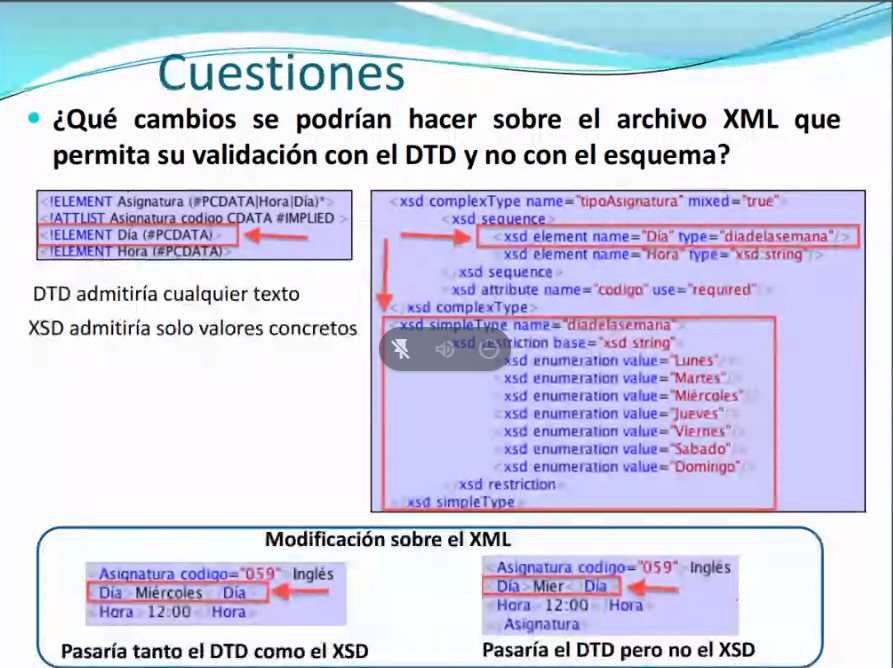 Cuestiones
¿Qué cambios se podrían hacer sobre el archivo XML que
permita su validación con el DTD y no con el esquema?
<!ELEMENT Asignatura (#PCDATA|Hora|Día)*>
<!ATTLIST Asignatura codigo CDATA #IMPLIED >
<!ELEMENT Día (#PCDATA)>
<!ELEMENT Hora (#PCDATA)>
DTD admitiría cualquier texto
XSD admitiría solo valores concretos
<xsd complexType name="tipoAsignatura" mixed="true"
<xsd sequence>
<xsd element name="Día" type="diadelasemana"/>
<xsd element name="Hora" type="xsd:string"/>
</xsd sequence>
<xsd attribute name="codigo" use="required"/>
</xsd complexType>
<xsd simpleType name="diadelasemana">
<xsd restriction base="xsd string">
<xsd enumeration value="Lunes"/>
<xsd enumeration value="Martes"/>
<xsd enumeration value="Miércoles"/>
<xsd enumeration value="Jueves"/>
<xsd enumeration value="Viernes"/>
<xsd enumeration value="Sabado"/>
<xsd enumeration value="Domingo"/>
</xsd restriction>
</xsd simpleType>
Modificación sobre el XML
<Asignatura codigo="059"> Inglés
<Día> Miércoles </Día>
<Hora> 12:00 </Hora>
Pasaría tanto el DTD como el XSD
<Asignatura codigo="059"> Inglés
<Día> Mier </Día>
<Hora> 12:00 </Hora>
</Asignatura>
Pasaría el DTD pero no el XSD